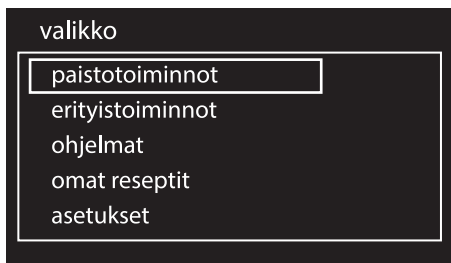 valikko
paistotoiminnot
erityistoiminnot
ohjelmat
omat reseptit
asetukset